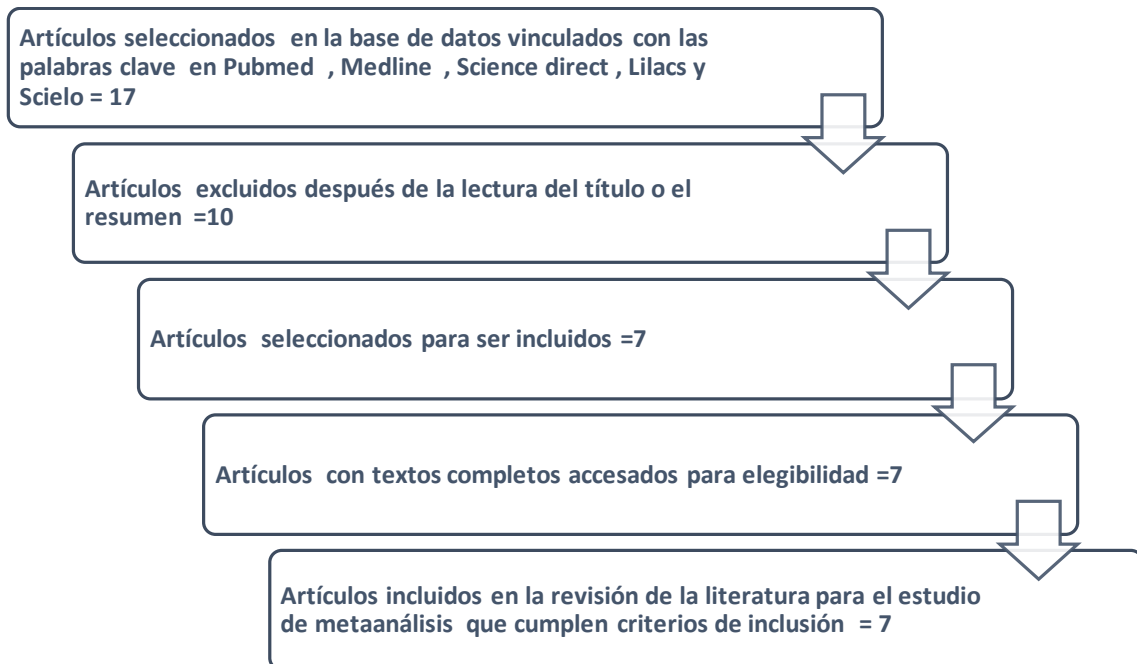 Artículos seleccionados en la base de datos vinculados con las
palabras clave en Pubmed , Medline , Science direct , Lilacs y
Scielo = 17
Artículos excluidos después de la lectura del título o el
resumen =10
Artículos seleccionados para ser incluidos =7
Artículos con textos completos accesados para elegibilidad =7
Artículos incluidos en la revisión de la literatura para el estudio
de metaanálisis que cumplen criterios de inclusión = 7